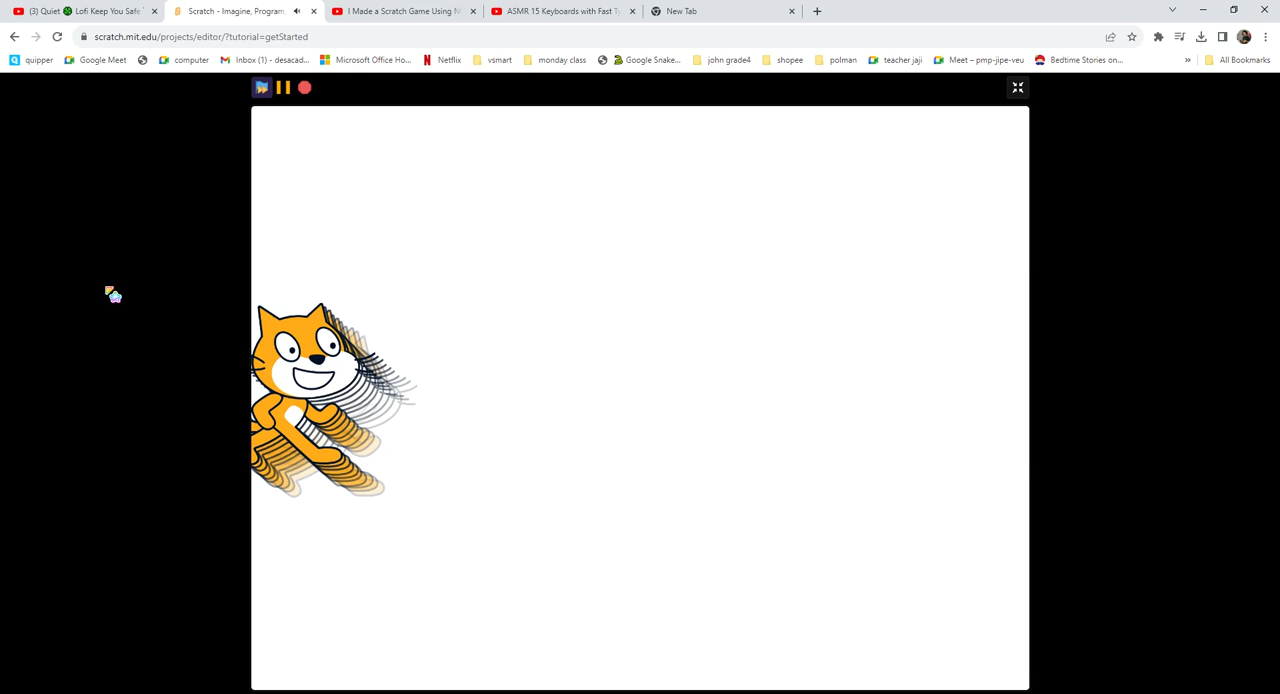 (3) Quiet 🍀 Lofi Keep You Safe
Scratch - Imagine, Program,
I Made a Scratch Game Using N
ASMR 15 Keyboards with Fast Ty
New Tab
scratch.mit.edu/projects/editor/?tutorial=getStarted
quipper
Google Meet
computer
Inbox (1) - desacad...
Microsoft Office Ho...
Netflix
vsmart
monday class
Google Snake...
john grade4
shopee
polman
teacher jaji
Meet – pmp-jipe-veu
Bedtime Stories on...
»
All Bookmarks